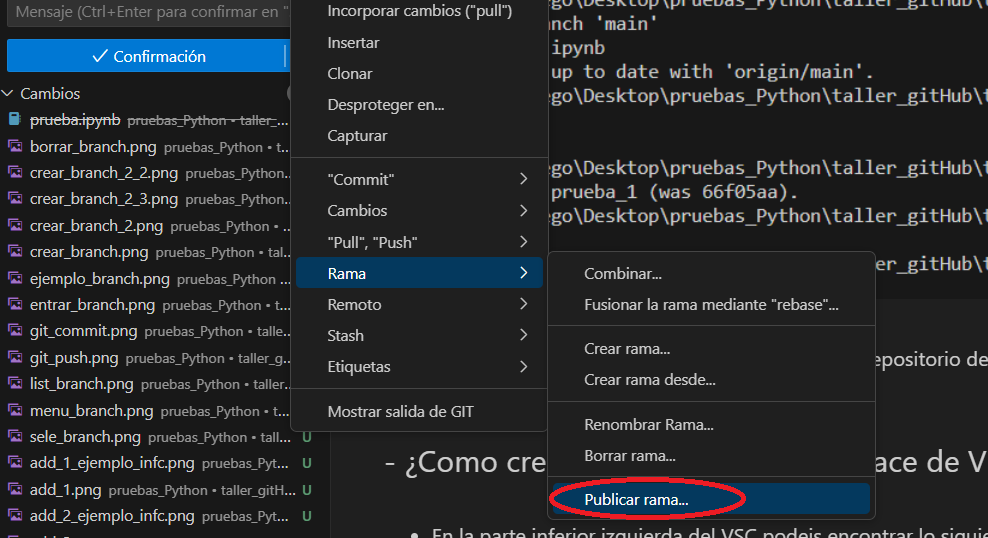 Mensaje (Ctrl+Enter para confirmar en "
Confirmación
Cambios
prueba.ipynb pruebas_Python • taller_...
borrar_branch.png pruebas_Python • t...
crear_branch_2_2.png pruebas_Python ...
crear_branch_2_3.png pruebas_Python ...
crear_branch_2.png pruebas_Python • ...
crear_branch.png pruebas_Python • tall...
ejemplo_branch.png pruebas_Python ...
entrar_branch.png pruebas_Python • t...
git_commit.png pruebas_Python • talle...
git_push.png pruebas_Python • taller_g...
list_branch.png pruebas_Python • taller...
menu_branch.png pruebas_Python • ta...
sele_branch.png pruebas_Python • tall... U
add_1_ejemplo_infc.png pruebas_Pyt... U
add_1.png pruebas_Python • taller_gitH... U
add_2_ejemplo_infc.png pruebas_Pyt... U
Incorporar cambios ("pull")
Insertar
Clonar
Desproteger en...
Capturar
"Commit"
Cambios
"Pull", "Push"
Rama
Remoto
Stash
Etiquetas
Mostrar salida de GIT
Combinar...
Fusionar la rama mediante "rebase"...
Crear rama...
Crear rama desde...
Renombrar Rama...
Borrar rama...
Publicar rama...
ego\Desktop\pruebas_Python\taller_gitHub\t
nch 'main'
ipynb
up to date with 'origin/main'.
ego\Desktop\pruebas_Python\taller_gitHub\t
ego\Desktop\pruebas_Python\taller_gitHub\t
prueba_1 (was 66f05aa).
ego\Desktop\pruebas_Python\taller_gitHub\t
er_gitHub\t
epositorio de
- ¿Como cre
ace de V
• En la parte inferior izquierda del VSC podeis encontrar lo siguie